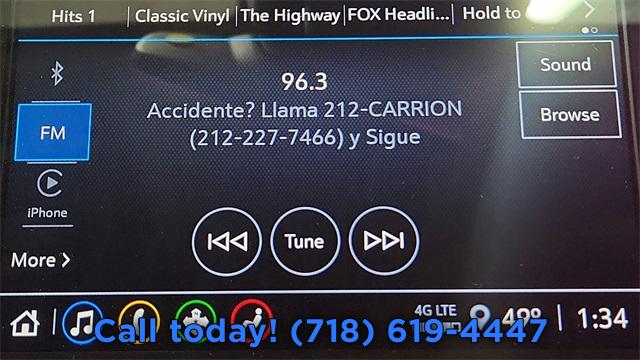 Hits 1 Classic Vinyl The Highway FOX Headli... Hold to
Sound
96.3
Accidente? Llama 212-CARRION
Browse
FM
(212-227-7466) y Sigue
iPhone
Tune
More >
4G LTE
49° 1:34
Call today! (718) 619-4447